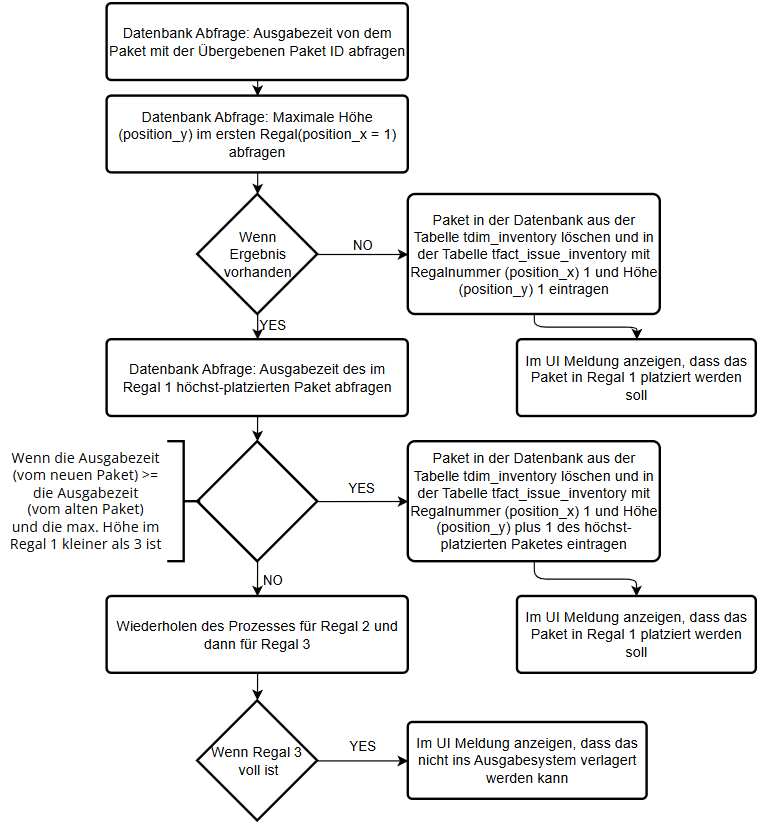 Datenbank Abfrage: Ausgabezeit von dem
Paket mit der Übergebenen Paket ID abfragen
Datenbank Abfrage: Maximale Höhe
(position_y) im ersten Regal(position_x = 1)
abfragen
Wenn
Ergebnis
vorhanden
NO
Paket in der Datenbank aus der
Tabelle tdim_inventory löschen und in
der Tabelle tfact_issue_inventory mit
Regalnummer (position_x) 1 und Höhe
(position_y) 1 eintragen
YES
Im UI Meldung anzeigen, dass das
Paket in Regal 1 platziert werden
soll
Datenbank Abfrage: Ausgabezeit des im
Regal 1 höchst-platzierten Paket abfragen
Wenn die Ausgabezeit
(vom neuen Paket) >=
die Ausgabezeit
(vom alten Paket)
und die max. Höhe im
Regal 1 kleiner als 3 ist
YES
Paket in der Datenbank aus der
Tabelle tdim_inventory löschen und in
der Tabelle tfact_issue_inventory mit
Regalnummer (position_x) 1 und Höhe
(position_y) plus 1 des höchst-
platzierten Paketes eintragen
NO
Im UI Meldung anzeigen, dass das
Paket in Regal 1 platziert werden
soll
Wiederholen des Prozesses für Regal 2 und
dann für Regal 3
Wenn Regal 3
voll ist
YES
Im UI Meldung anzeigen, dass das
nicht ins Ausgabesystem verlagert
werden kann